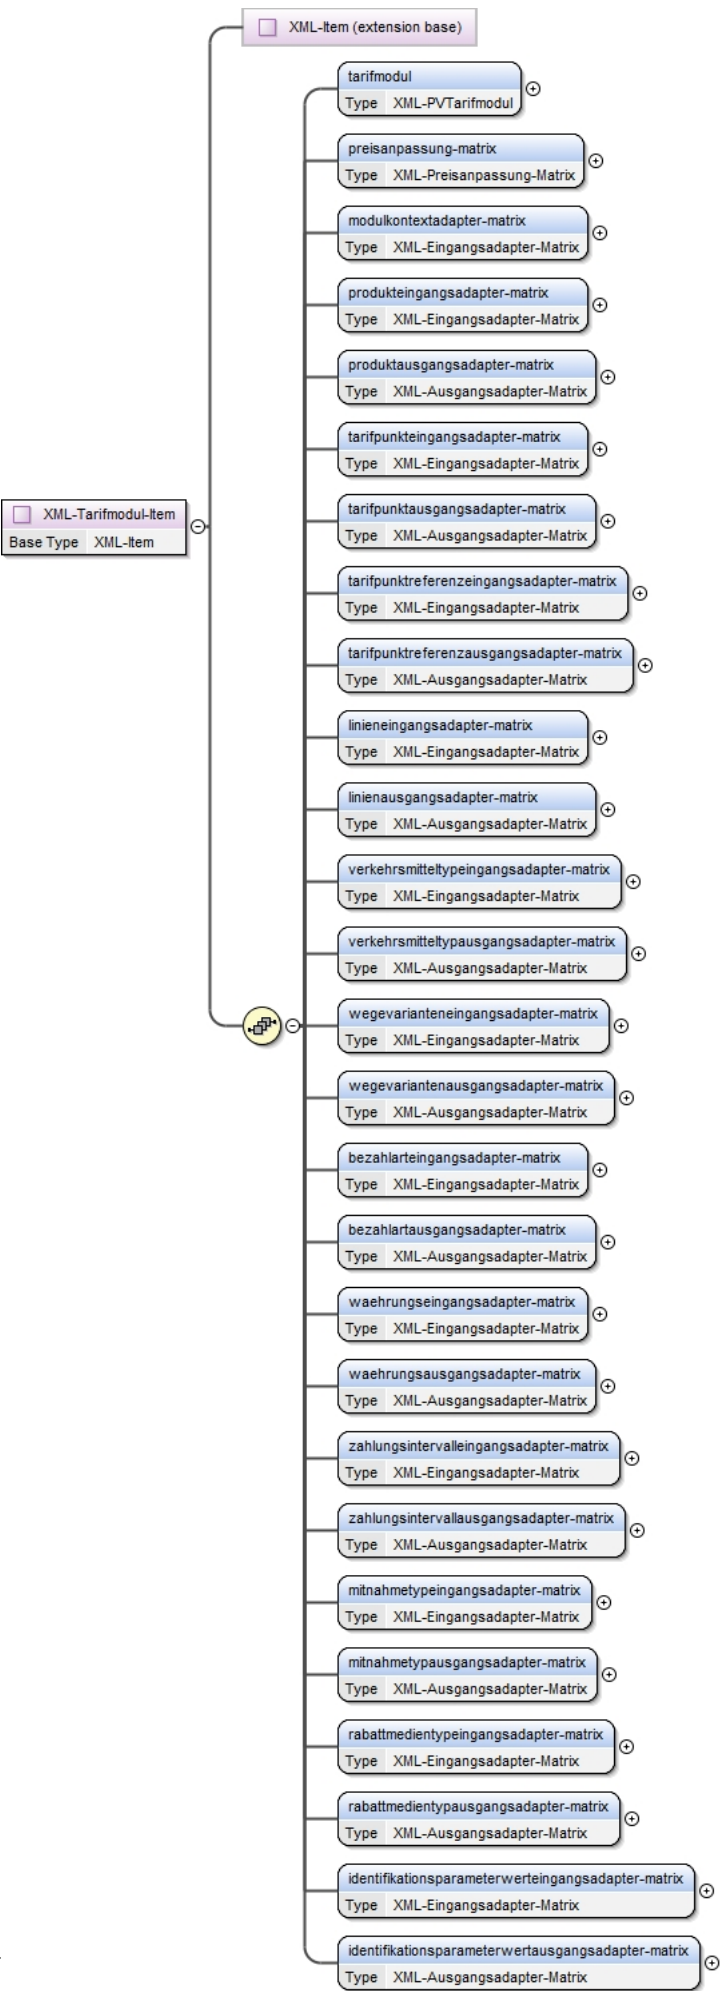 XML-Item (extension base)
tarifmodul
Type XML-PVTarifmodul
preisanpassung-matrix
Type XML-Preisanpassung-Matrix
modulkontextadapter-matrix
Type XML-Eingangsadapter-Matrix
produkteingangsadapter-matrix
Type XML-Eingangsadapter-Matrix
produktausgangsadapter-matrix
Type XML-Ausgangsadapter-Matrix
tarifpunkteingangsadapter-matrix
Type XML-Eingangsadapter-Matrix
tarifpunktausgangsadapter-matrix
Type XML-Ausgangsadapter-Matrix
XML-Tarifmodul-Item
Base Type XML-Item
tarifpunktreferenzeingangsadapter-matrix
Type XML-Eingangsadapter-Matrix
tarifpunktreferenzausgangsadapter-matrix
Type XML-Ausgangsadapter-Matrix
linieneingangsadapter-matrix
Type XML-Eingangsadapter-Matrix
linienausgangsadapter-matrix
Type XML-Ausgangsadapter-Matrix
verkehrsmitteltypeingangsadapter-matrix
Type XML-Eingangsadapter-Matrix
verkehrsmitteltypausgangsadapter-matrix
Type XML-Ausgangsadapter-Matrix
wegevarianteneingangsadapter-matrix
Type XML-Eingangsadapter-Matrix
wegevariantenausgangsadapter-matrix
Type XML-Ausgangsadapter-Matrix
bezahlarteingangsadapter-matrix
Type XML-Eingangsadapter-Matrix
bezahlartausgangsadapter-matrix
Type XML-Ausgangsadapter-Matrix
waehrungseingangsadapter-matrix
Type XML-Eingangsadapter-Matrix
waehrungsausgangsadapter-matrix
Type XML-Ausgangsadapter-Matrix
zahlungsintervalleingangsadapter-matrix
Type XML-Eingangsadapter-Matrix
zahlungsintervallausgangsadapter-matrix
Type XML-Ausgangsadapter-Matrix
mitnahmetypeingangsadapter-matrix
Type XML-Eingangsadapter-Matrix
mitnahmetypausgangsadapter-matrix
Type XML-Ausgangsadapter-Matrix
rabattmedientypeingangsadapter-matrix
Type XML-Eingangsadapter-Matrix
rabattmedientypausgangsadapter-matrix
Type XML-Ausgangsadapter-Matrix
identifikationsparameterwerteingangsadapter-matrix
Type XML-Eingangsadapter-Matrix
identifikationsparameterwertausgangsadapter-matrix
Type XML-Ausgangsadapter-Matrix